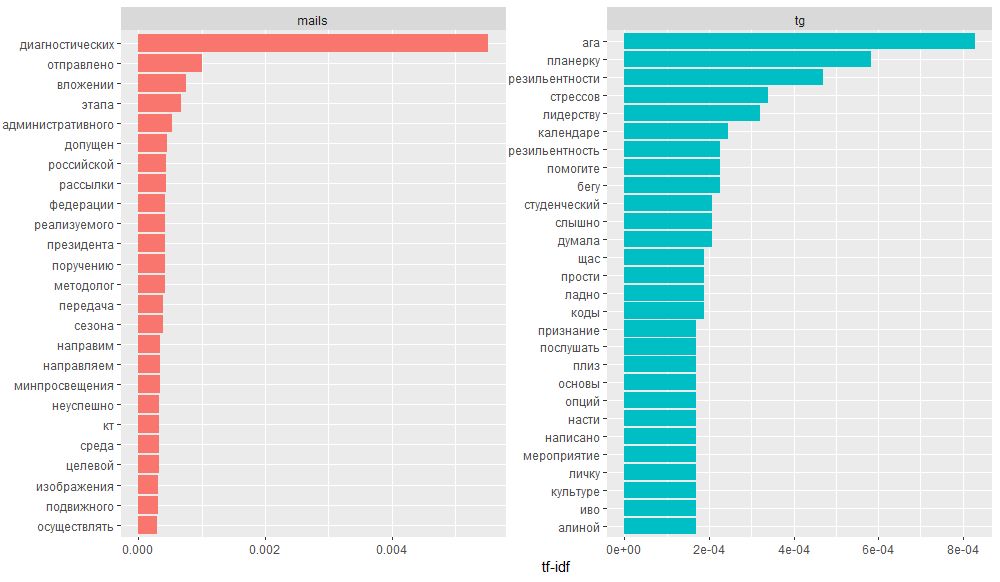 mails
диагностических
отправлено
вложении
этапа
административного
допущен
российской
рассылки
федерации
реализуемого
президента
поручению
методолог
передача
сезона
направим
направляем
минпросвещения
неуспешно
кт
среда
целевой
изображения
подвижного
осуществлять
0.000 0.002 0.004
tg
ага
планерку
резильентности
стрессов
лидерству
календаре
резильентность
помогите
бегу
студенческий
слышно
думала
щас
прости
ладно
коды
признание
послушать
плиз
основы
опций
насти
написано
мероприятие
личку
культуре
иво
алиной
0e+00 2e-04 4e-04 6e-04 8e-04
tf-idf